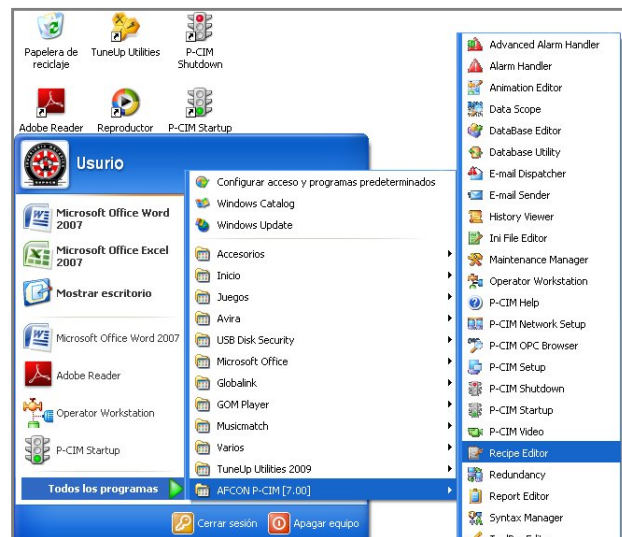 Papelera de
reciclaje
TuneUp Utilities
P-CIM
Shutdown
Adobe Reader
Reproductor
P-CIM Startup
Usurio
Microsoft Office Word
2007
Microsoft Office Excel
2007
Mostrar escritorio
Microsoft Office Word 2007
Adobe Reader
Operator Workstation
P-CIM Startup
Todos los programas
Cerrar sesión
Apagar equipo
Configurar acceso y programas predeterminados
Windows Catalog
Windows Update
Accesorios
Inicio
Juegos
Avira
USB Disk Security
Microsoft Office
Globalink
GOM Player
Musicmatch
Varios
TuneUp Utilities 2009
AFCON P-CIM [7.00]
Advanced Alarm Handler
Alarm Handler
Animation Editor
Data Scope
DataBase Editor
Database Utility
E-mail Dispatcher
E-mail Sender
History Viewer
Ini File Editor
Maintenance Manager
Operator Workstation
P-CIM Help
P-CIM Network Setup
P-CIM OPC Browser
P-CIM Setup
P-CIM Shutdown
P-CIM Startup
P-CIM Video
Recipe Editor
Redundancy
Report Editor
Syntax Manager